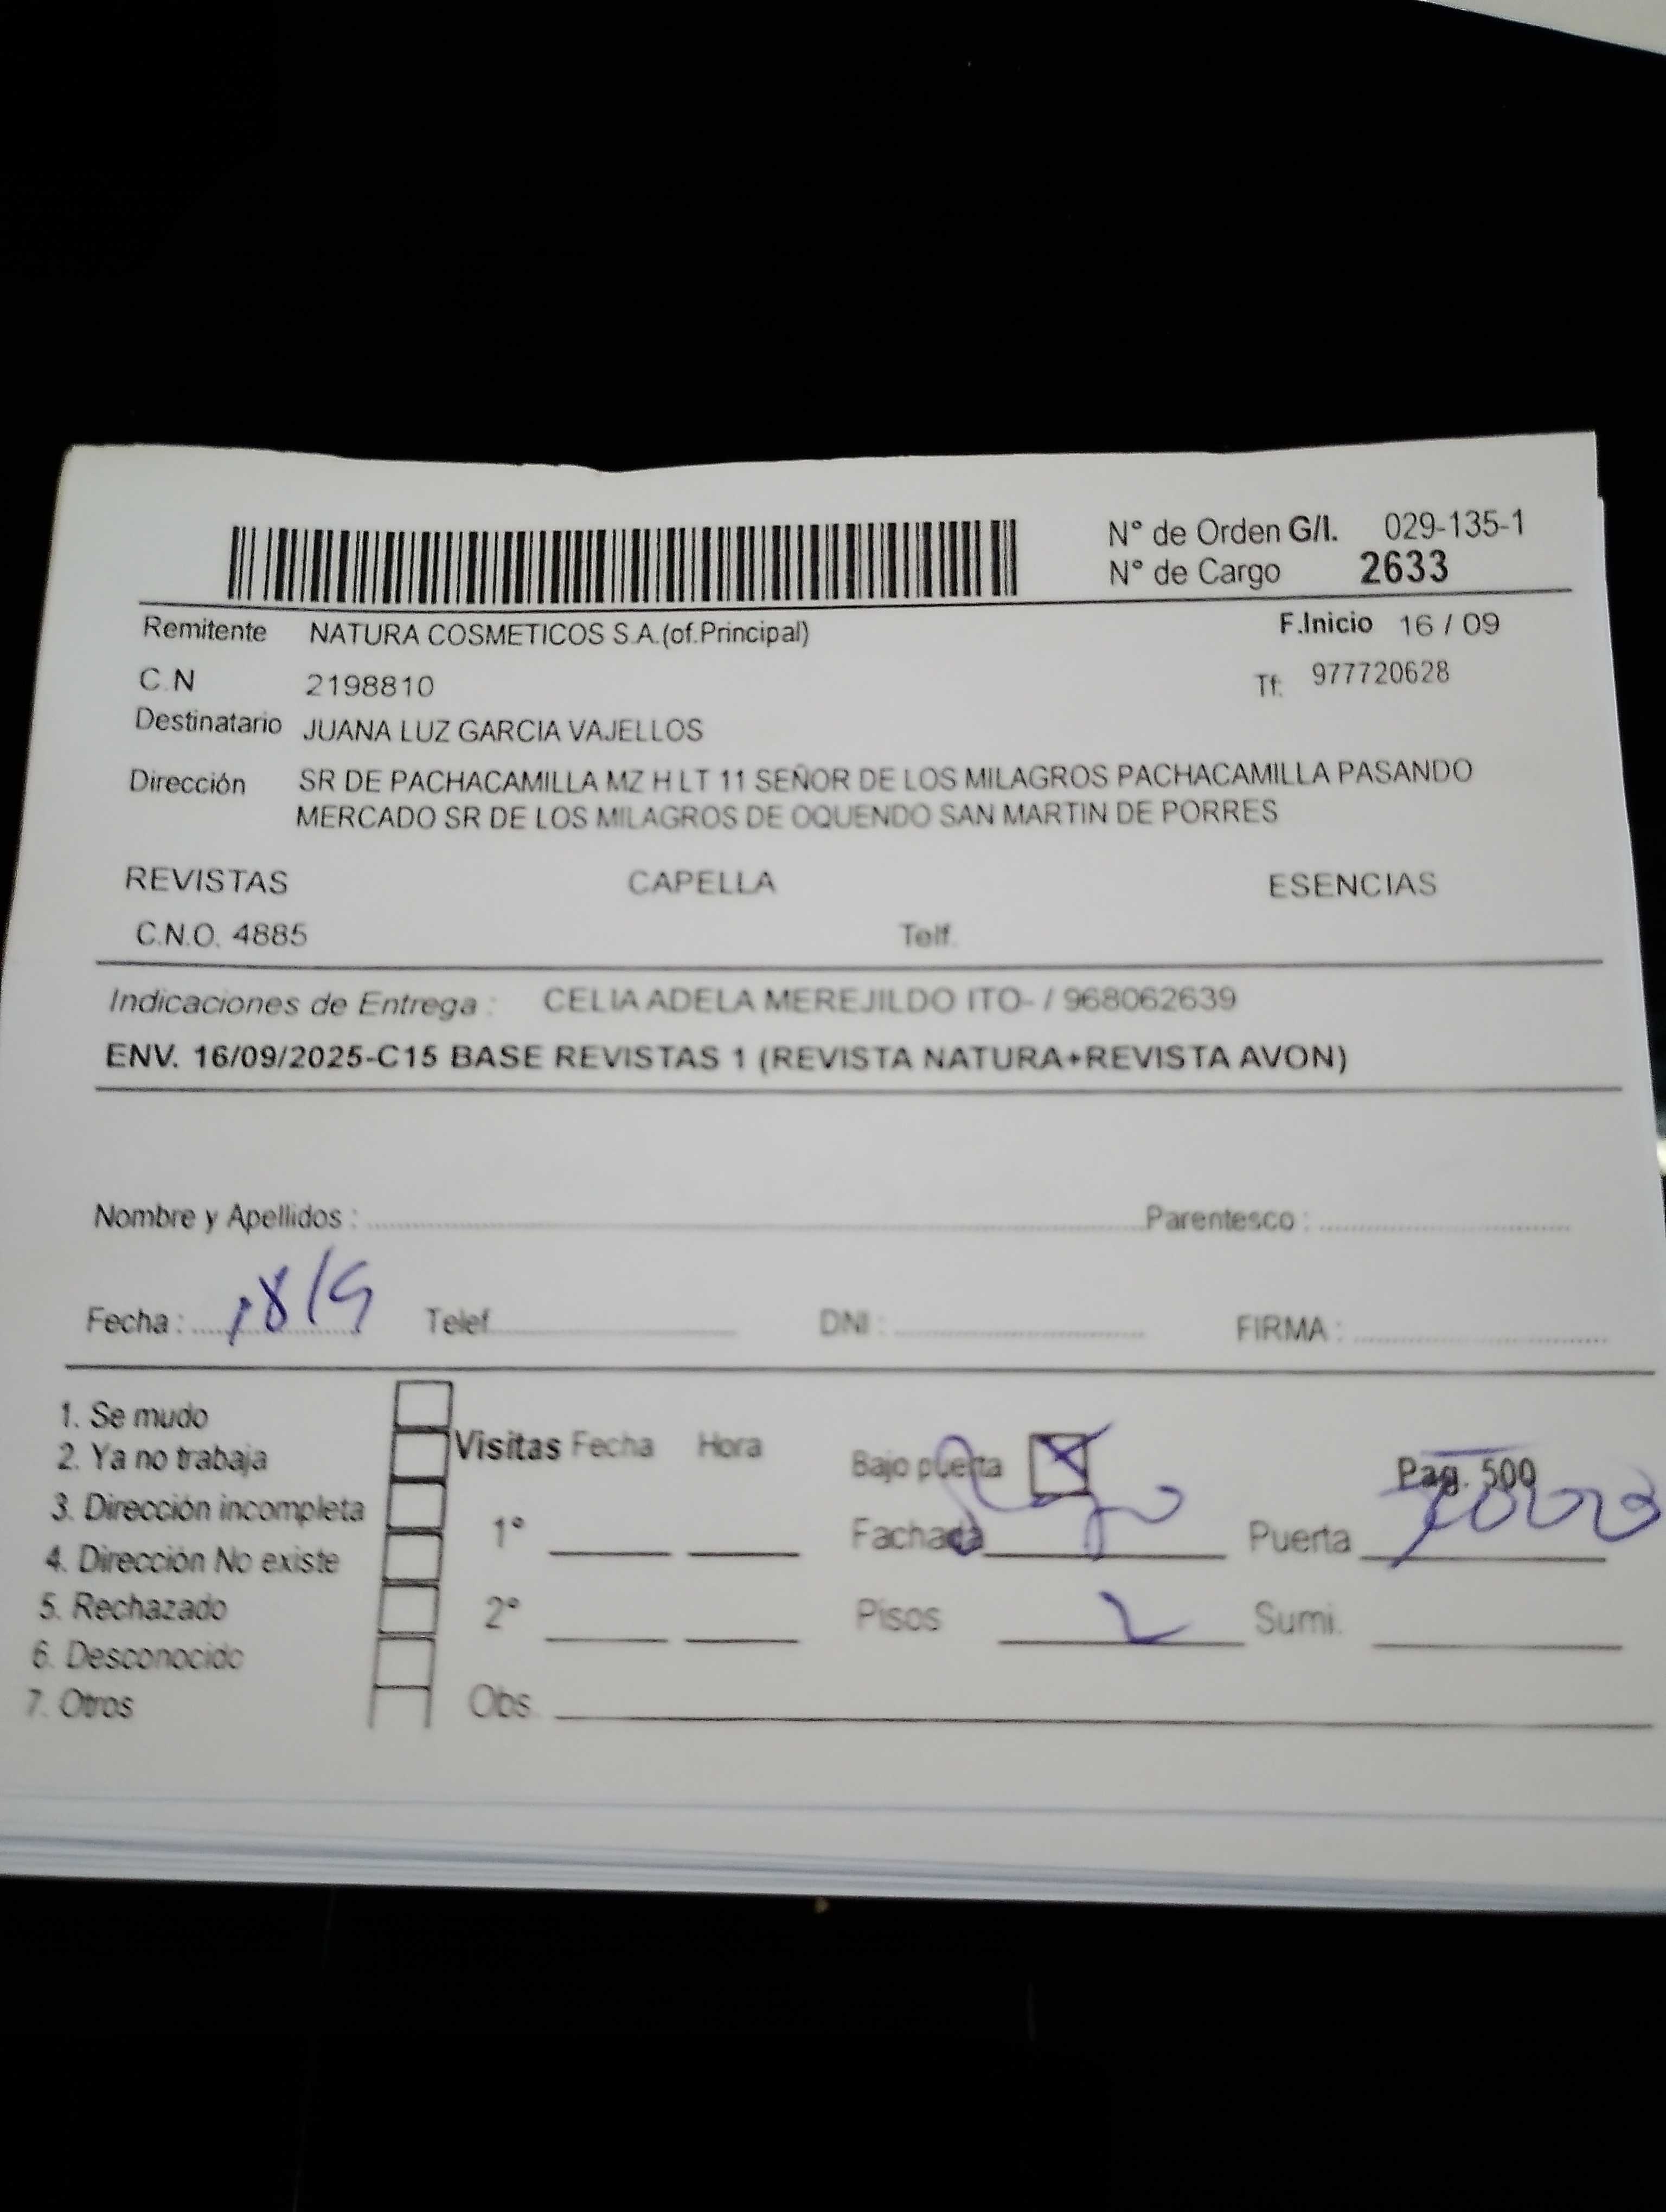 N° de Orden G/I. 029-135-1
N° de Cargo 2633
Remitente NATURA COSMETICOS S.A.(of.Principal) F.Inicio 16 / 09
C.N 2198810 Tf: 977720628
Destinatario JUANA LUZ GARCIA VAJELLOS
Dirección SR DE PACHACAMILLA MZ H LT 11 SEÑOR DE LOS MILAGROS PACHACAMILLA PASANDO
MERCADO SR DE LOS MILAGROS DE OQUENDO SAN MARTIN DE PORRES
REVISTAS CAPELLA ESENCIAS
C.N.O. 4885 Telf.
Indicaciones de Entrega : CELIA ADELA MEREJILDO ITO- / 968062639
ENV. 16/09/2025-C15 BASE REVISTAS 1 (REVISTA NATURA+REVISTA AVON)
Nombre y Apellidos : Parentesco :
Fecha : 18/9 Telef. DNI : FIRMA :
1. Se mudo
2. Ya no trabaja
3. Dirección incompleta
4. Dirección No existe
5. Rechazado
6. Desconocido
7. Otros
Visitas Fecha Hora
1°
2°
Obs.
Bajo puerta X Pag. 500
Fachada Puerta
Pisos 2 Sumi.